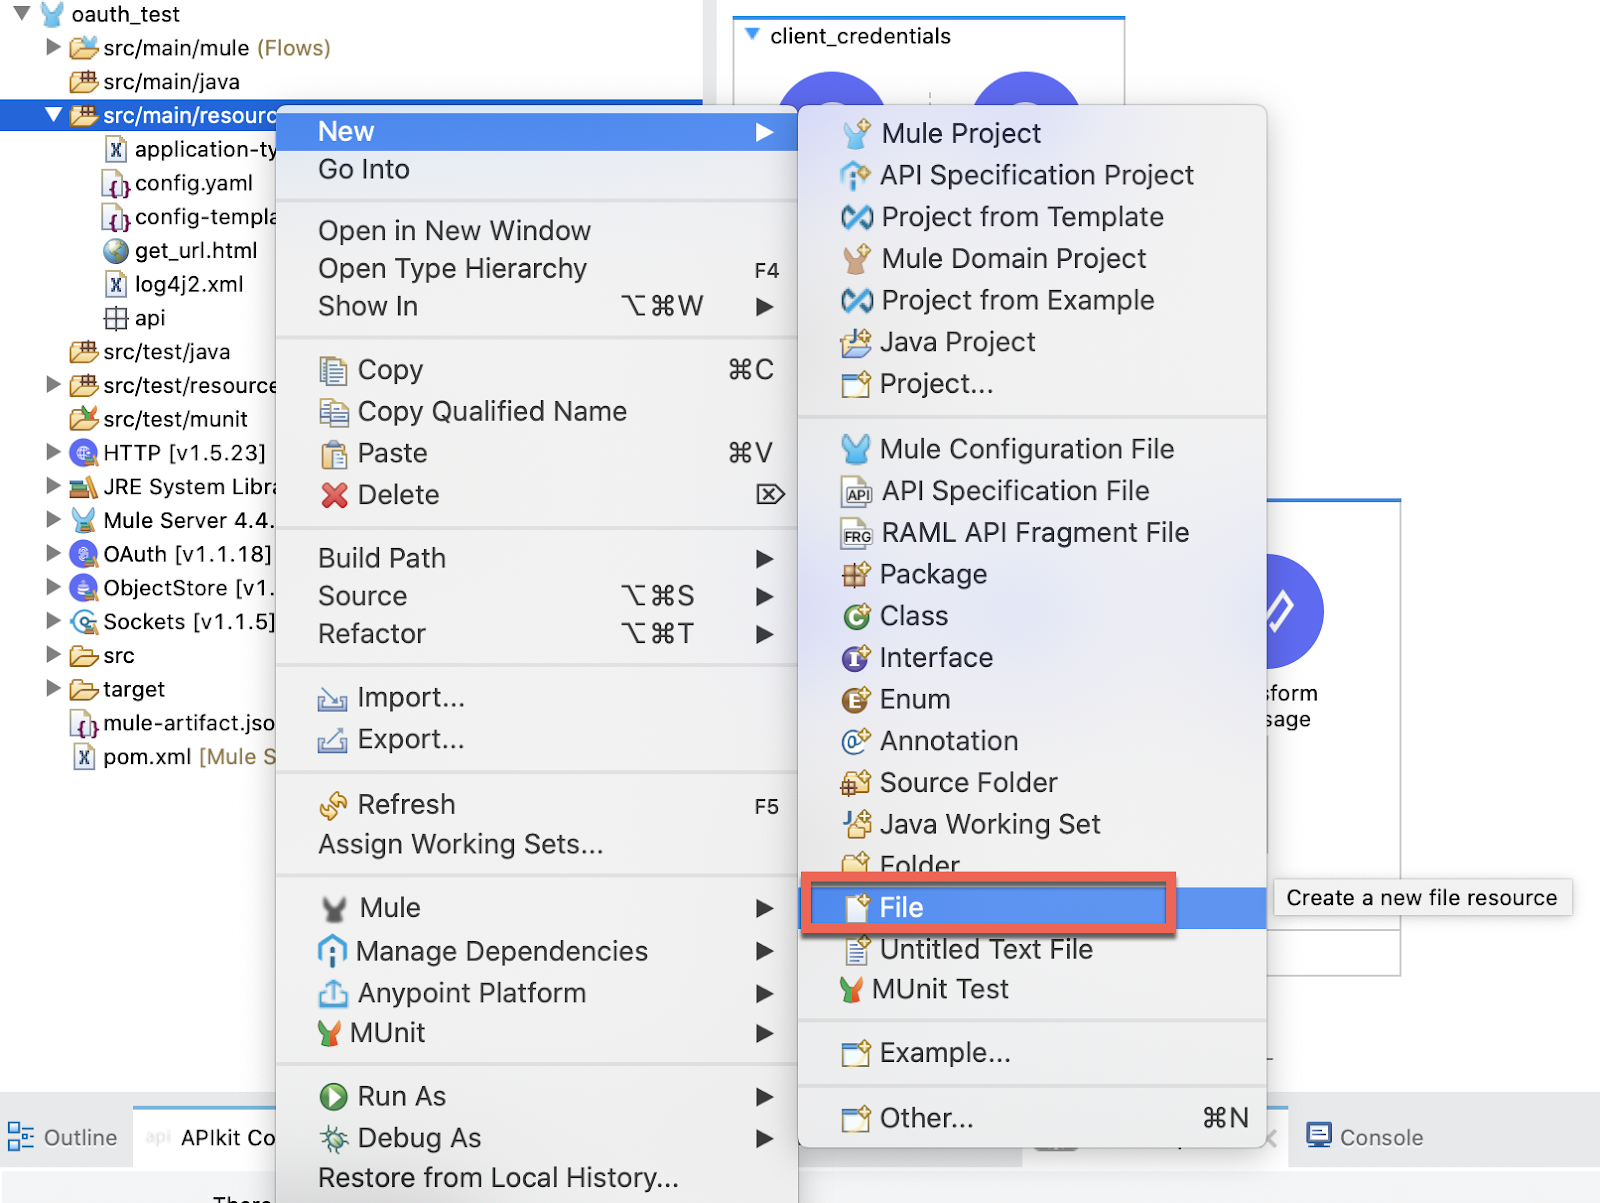 oauth_test
src/main/mule (Flows)
src/main/java
src/main/resourc
application-ty
config.yaml
config-templa
get_url.html
log4j2.xml
api
src/test/java
src/test/resource
src/test/munit
HTTP [v1.5.23]
JRE System Libra
Mule Server 4.4.
OAuth [v1.1.18]
ObjectStore [v1.
Sockets [v1.1.5]
src
target
mule-artifact.jso
pom.xml [Mule S
New
Go Into
Open in New Window
Open Type Hierarchy F4
Show In ⌥⌘W
Copy ⌘C
Copy Qualified Name
Paste ⌘V
Delete ⌦
Build Path
Source ⌥⌘S
Refactor ⌥⌘T
Import...
Export...
Refresh F5
Assign Working Sets...
Mule
Manage Dependencies
Anypoint Platform
MUnit
Run As
Debug As
Restore from Local History...
client_credentials
Mule Project
API Specification Project
Project from Template
Mule Domain Project
Project from Example
Java Project
Project...
Mule Configuration File
API Specification File
RAML API Fragment File
Package
Class
Interface
Enum
Annotation
Source Folder
Java Working Set
Folder
File
Untitled Text File
MUnit Test
Example...
Other... ⌘N
Create a new file resource
sform
sage
Outline
api APIkit Co
Console
There